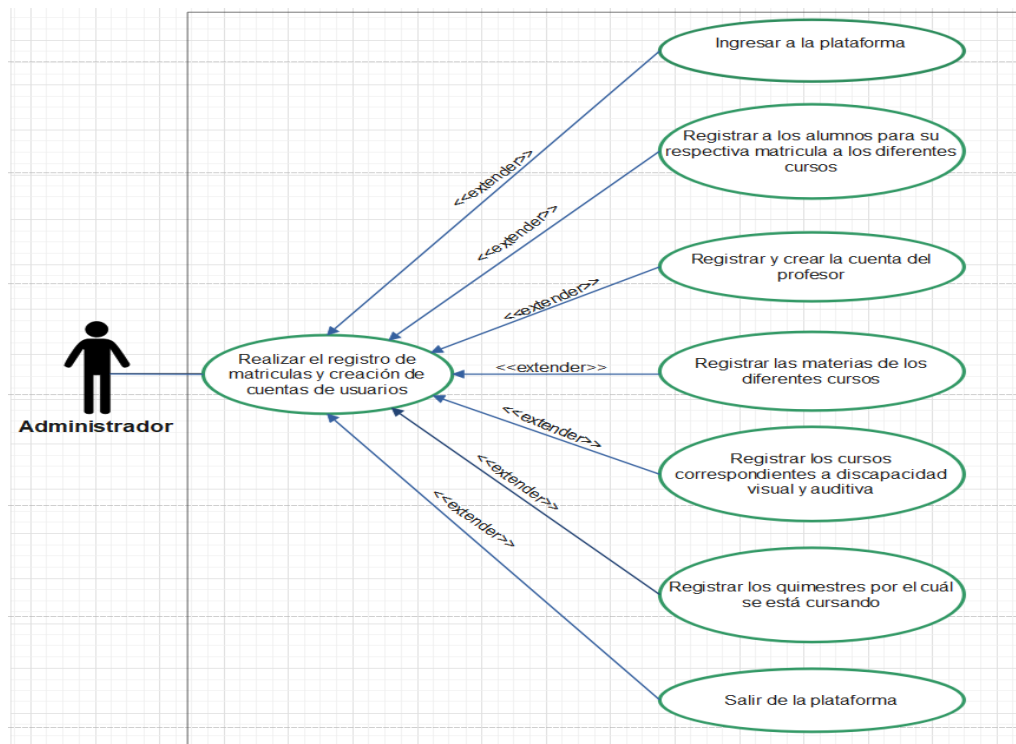 Ingresar a la plataforma
<<extender>>
Registrar a los alumnos para su
respectiva matricula a los diferentes
cursos
<<extender>>
Registrar y crear la cuenta del
profesor
<<extender>>
Realizar el registro de
matriculas y creación de
cuentas de usuarios
<<extender>>
Registrar las materias de los
diferentes cursos
Administrador
<<extender>>
Registrar los cursos
correspondientes a discapacidad
visual y auditiva
<<extender>>
<<extender>>
Registrar los quimestres por el cuál
se está cursando
Salir de la plataforma